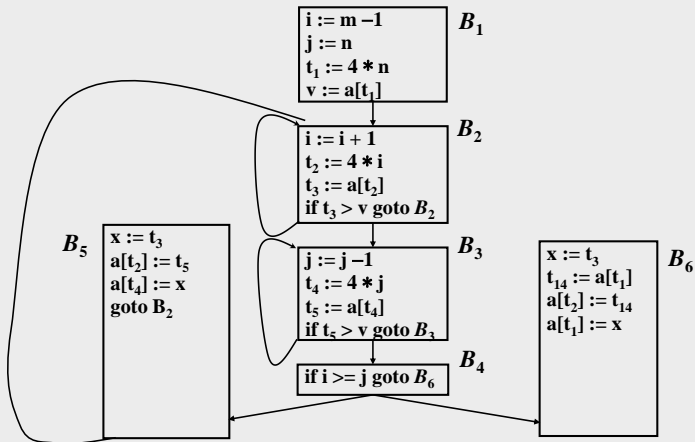 i := m −1
j := n
t₁ := 4 * n
v := a[t₁]
B₁
i := i + 1
t₂ := 4 * i
t₃ := a[t₂]
if t₃ > v goto B₂
B₂
j := j −1
t₄ := 4 * j
t₅ := a[t₄]
if t₅ > v goto B₃
B₃
if i >= j goto B₆
B₄
B₅
x := t₃
a[t₂] := t₅
a[t₄] := x
goto B₂
x := t₃
t₁₄ := a[t₁]
a[t₂] := t₁₄
a[t₁] := x
B₆